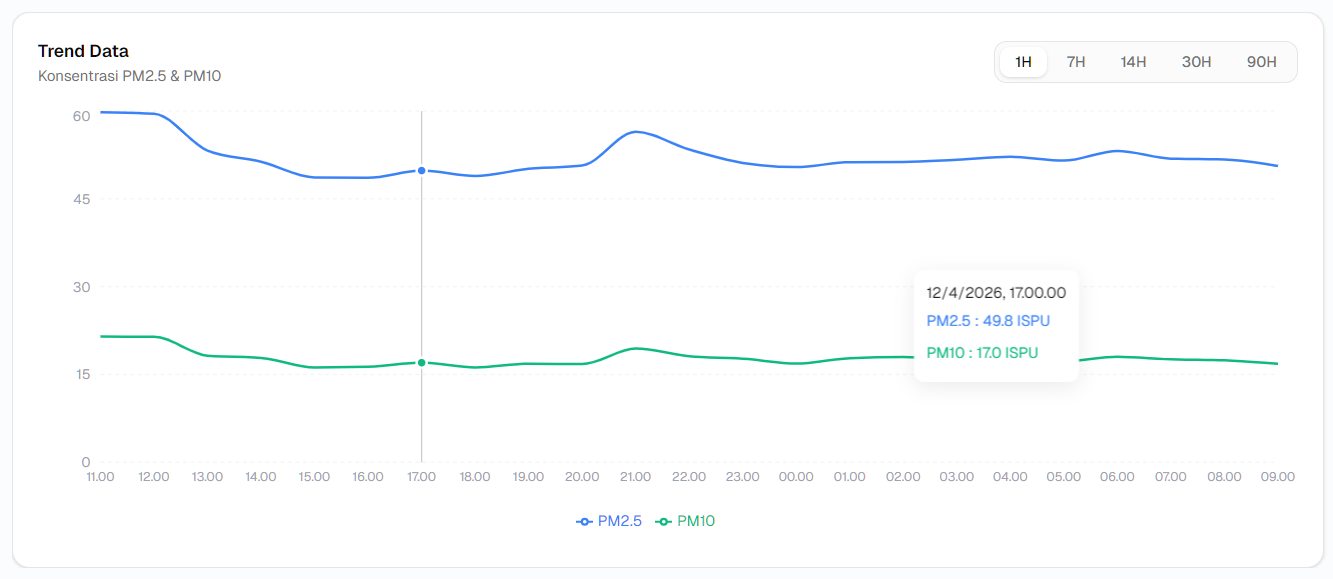 Trend Data
Konsentrasi PM2.5 & PM10
1H 7H 14H 30H 90H
60
45
30
15
0
12/4/2026, 17.00.00
PM2.5 : 49.8 ISPU
PM10 : 17.0 ISPU
11.00 12.00 13.00 14.00 15.00 16.00 17.00 18.00 19.00 20.00 21.00 22.00 23.00 00.00 01.00 02.00 03.00 04.00 05.00 06.00 07.00 08.00 09.00
PM2.5 PM10